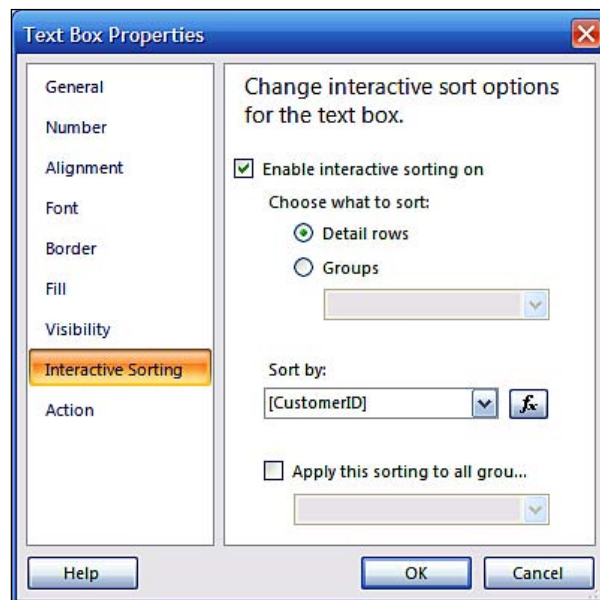 Text Box Properties
General
Number
Alignment
Font
Border
Fill
Visibility
Interactive Sorting
Action
Change interactive sort options
for the text box.
Enable interactive sorting on
Choose what to sort:
Detail rows
Groups
Sort by:
[CustomerID]
fx
Apply this sorting to all grou...
Help
OK
Cancel